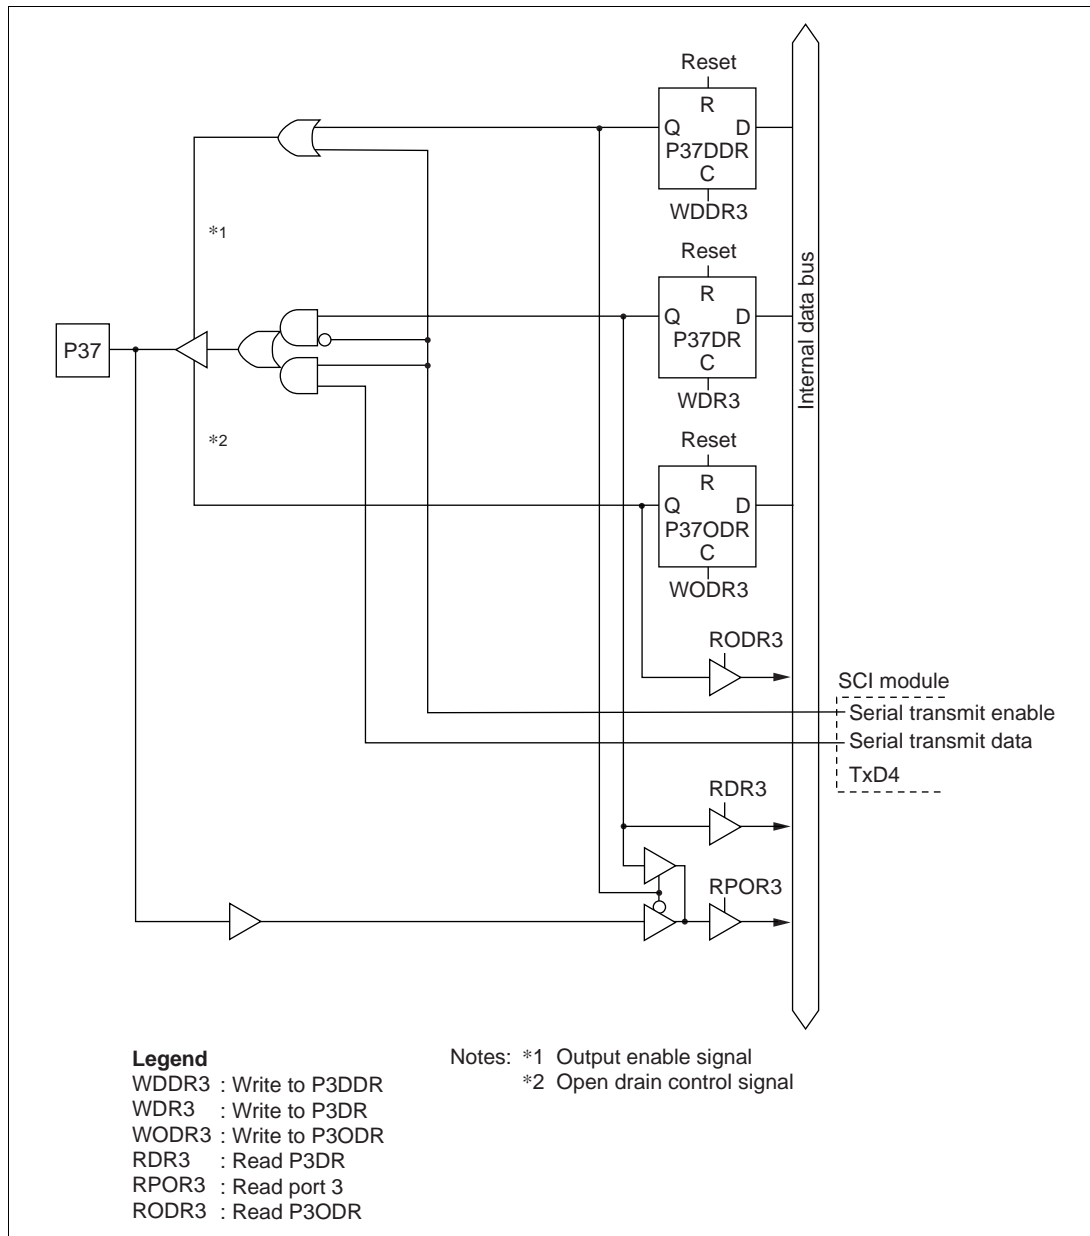 Reset
R
Q D
P37DDR
C
WDDR3
*1
Reset
R
Q D
P37DR
C
WDR3
Internal data bus
P37
*2
Reset
R
Q D
P37ODR
C
WODR3
RODR3
SCI module
Serial transmit enable
Serial transmit data
TxD4
RDR3
RPOR3
Legend
WDDR3 : Write to P3DDR
WDR3 : Write to P3DR
WODR3 : Write to P3ODR
RDR3 : Read P3DR
RPOR3 : Read port 3
RODR3 : Read P3ODR
Notes: *1 Output enable signal
*2 Open drain control signal